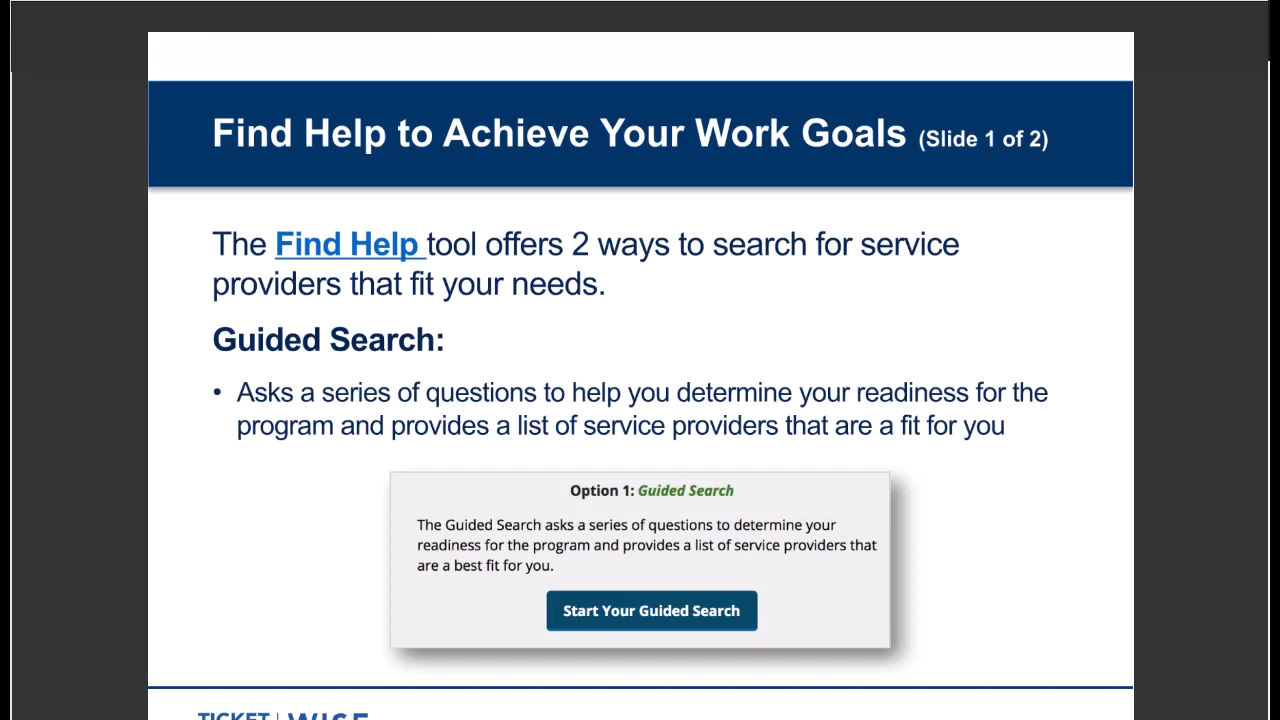 Find Help to Achieve Your Work Goals (Slide 1 of 2)
The Find Help tool offers 2 ways to search for service
providers that fit your needs.
Guided Search:
• Asks a series of questions to help you determine your readiness for the
program and provides a list of service providers that are a fit for you
Option 1: Guided Search
The Guided Search asks a series of questions to determine your
readiness for the program and provides a list of service providers that
are a best fit for you.
Start Your Guided Search
TICKET | WISE